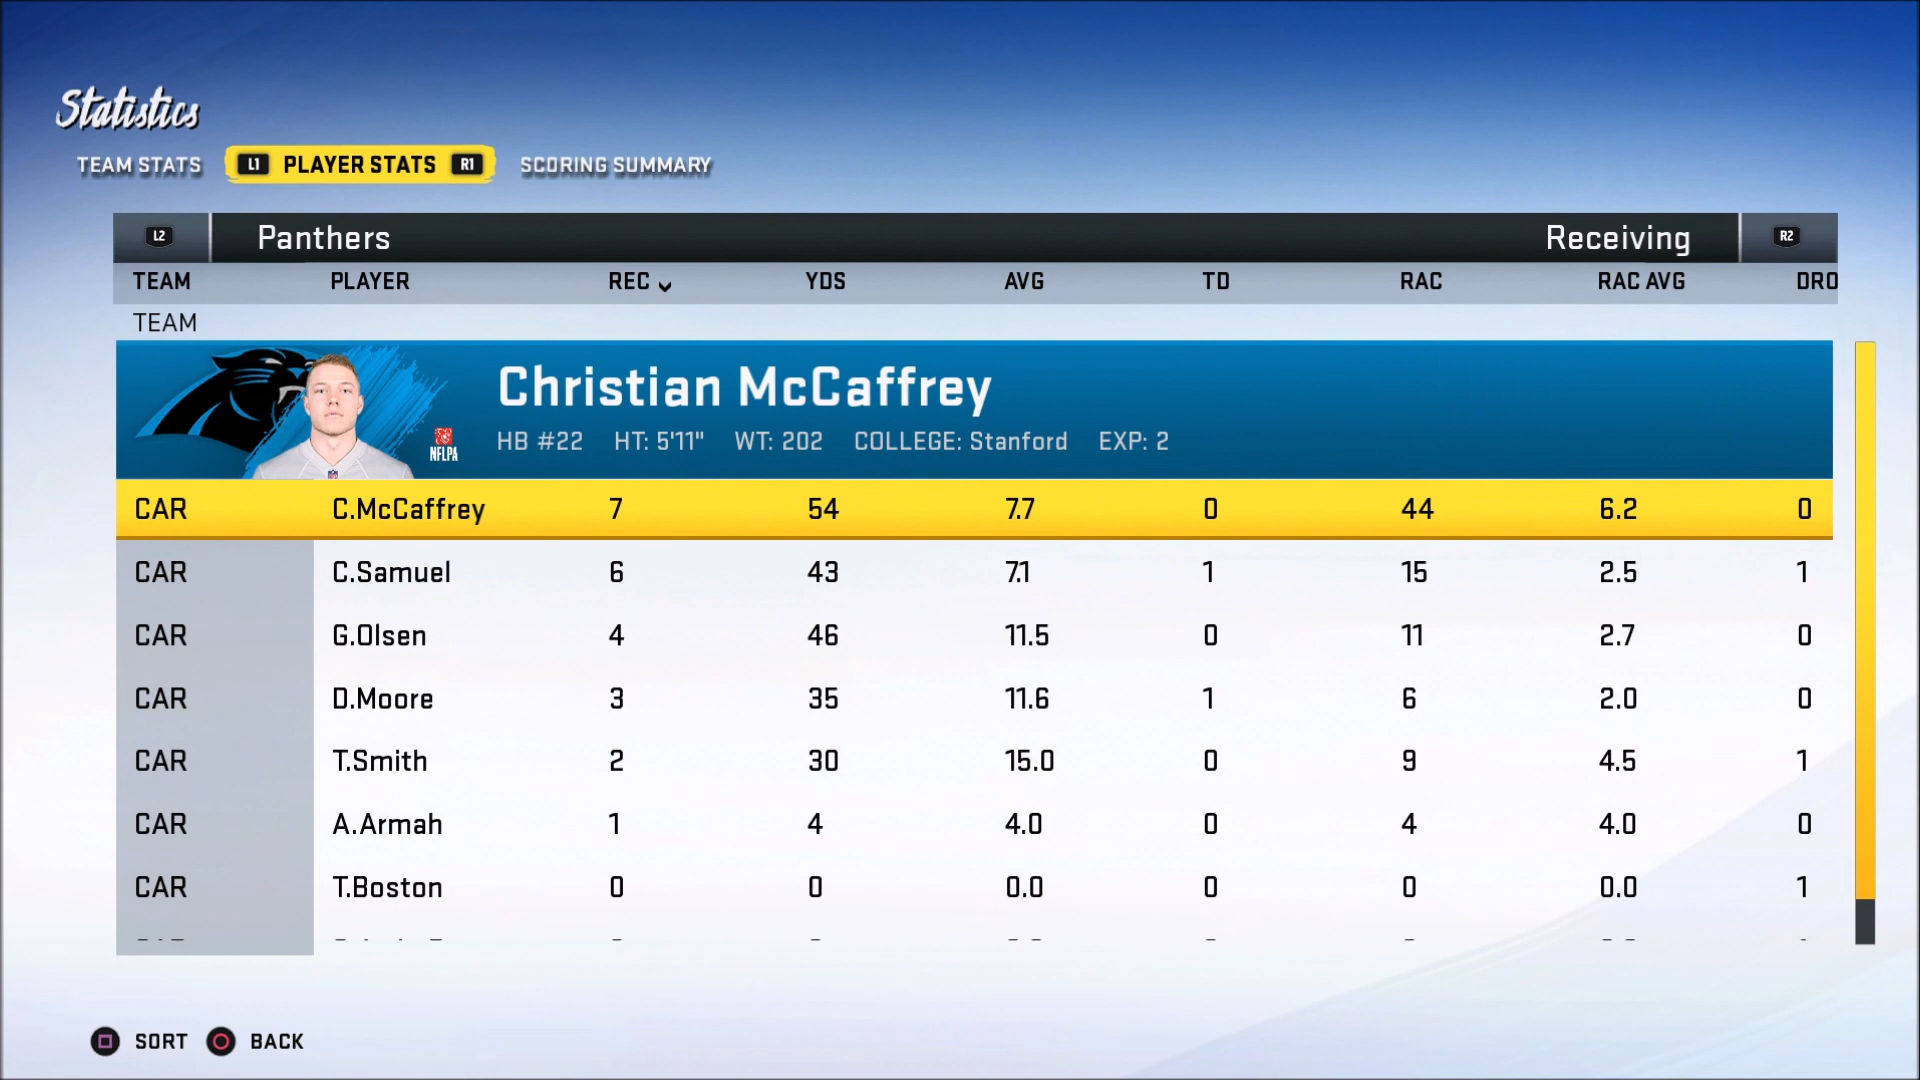 Statistics
TEAM STATS L1 PLAYER STATS R1 SCORING SUMMARY
L2 Panthers Receiving R2
TEAM PLAYER REC YDS AVG TD RAC RAC AVG DRO
TEAM
Christian McCaffrey
NFLPA HB #22 HT: 5'11" WT: 202 COLLEGE: Stanford EXP: 2
CAR C.McCaffrey 7 54 7.7 0 44 6.2 0
CAR C.Samuel 6 43 7.1 1 15 2.5 1
CAR G.Olsen 4 46 11.5 0 11 2.7 0
CAR D.Moore 3 35 11.6 1 6 2.0 0
CAR T.Smith 2 30 15.0 0 9 4.5 1
CAR A.Armah 1 4 4.0 0 4 4.0 0
CAR T.Boston 0 0 0.0 0 0 0.0 1
SORT BACK